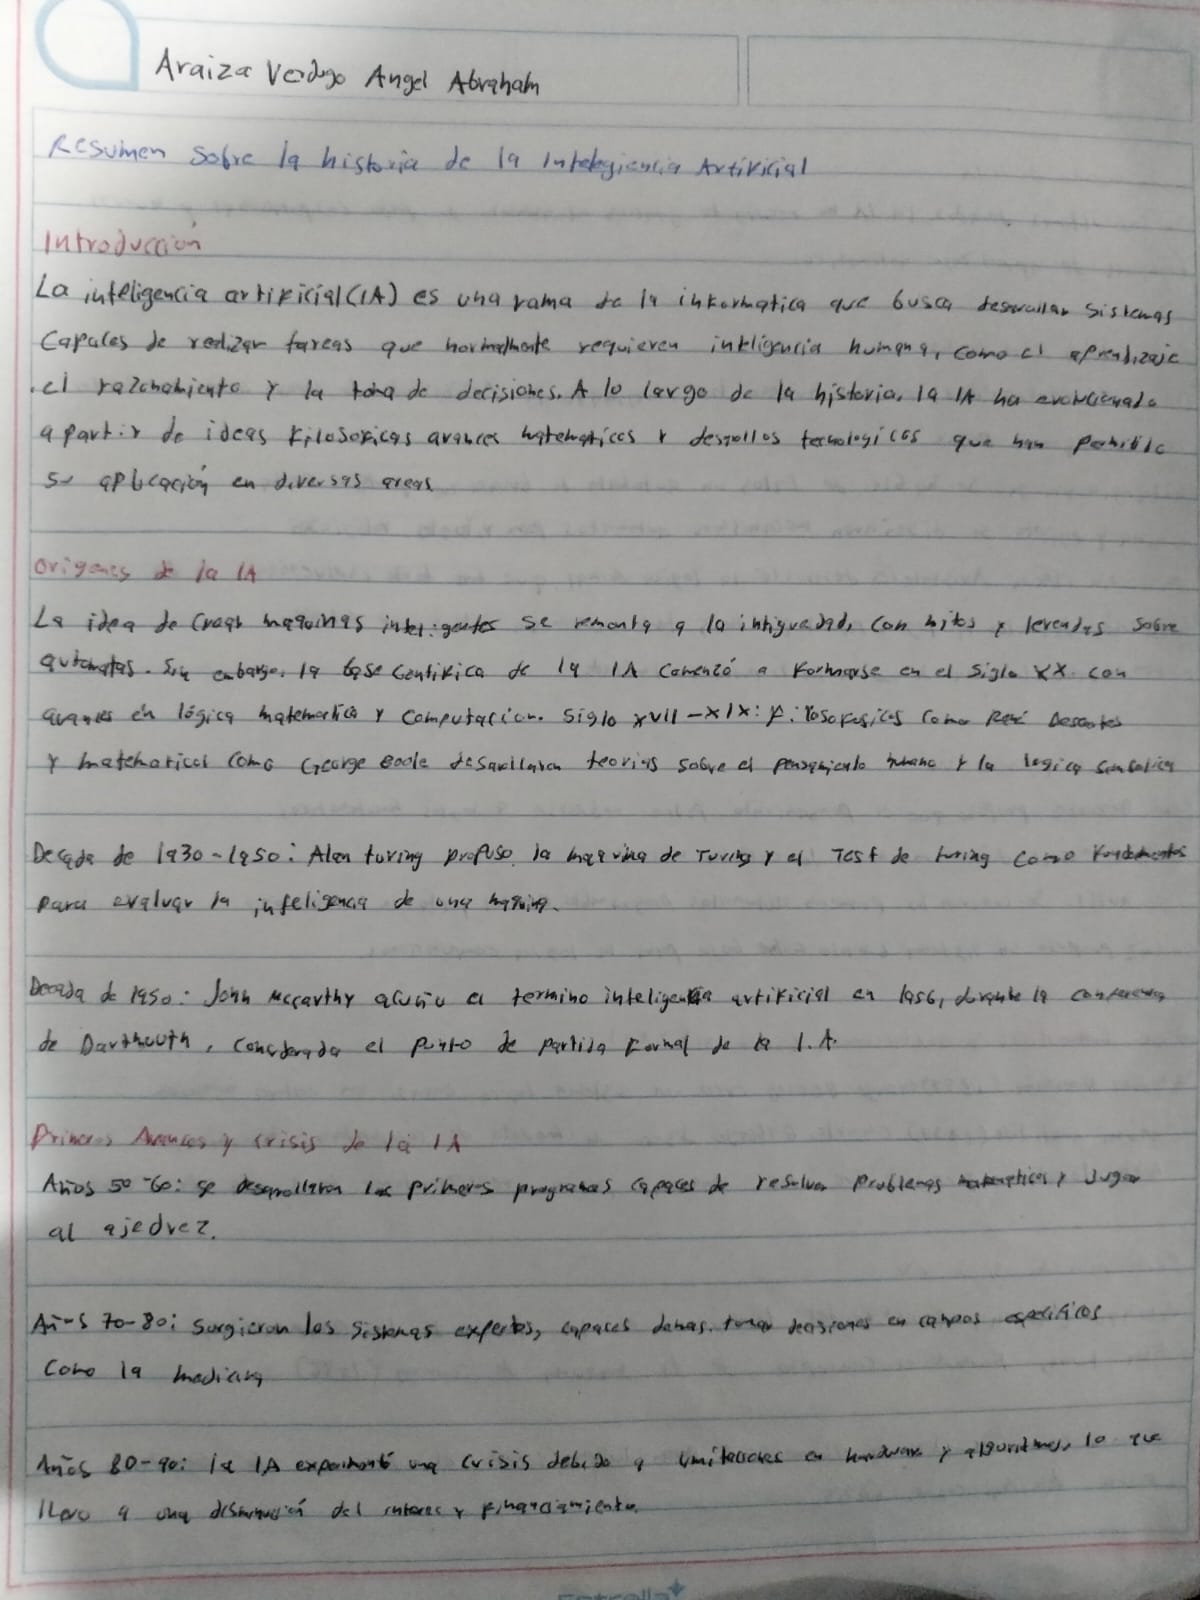 Araiza Verdugo Angel Abraham
Resumen Sobre la historia de la Intelegiencia Artificial
Introducción
La inteligencia artificial (IA) es una rama de la informatica que busca desarrollar sistemas
Capaces de realizar tareas que normalmente requieren inteligencia humana, como el aprendizaje
.el razonamiento y la toma de decisiones. A lo largo de la historia, la IA ha evolucionado
a partir de ideas filosoficas avances matematicos y desrollos tecnologicos que han permitido
su aplicación en diversas areas
Origenes de la IA
La idea de crear maquinas inteligentes se remonta a la intiguedad, con mitos y leyendas sobre
automatas. Sin embargo, la base cientifica de la IA comenzó a formarse en el siglo XX con
avances en lógica matematica y computacion. Siglo XVII-XIX: como René Descartes
y matematicos como George Boole desarllaron teorias sobre el pensamiento humano y la logica simbolica
Decada de 1930-1950: Alan turing propuso la maquina de Turing y el Test de turing como fundamentos
para evaluar la inteligencia de una maquina.
Decada de 1950: John Mccarthy acuño el termino inteligencia artificial en 1956, durante la conferencia
de Darthmouth, considerada el punto de partida formal de la I.A.
Primeros Avances y crisis de la IA
Años 50-60: se desarrollaron los primeros programas capaces de resolver problemas matematicos y jugar
al ajedrez.
Años 70-80: surgieron los sistemas expertos, capaces tomar decisiones en campos especificos
como la medicina
Años 80-90: la IA experimentó una crisis debido a limitaciones en hardware y algoritmos, lo que
llevo a una disminución del interes y financiamiento.
Estrella